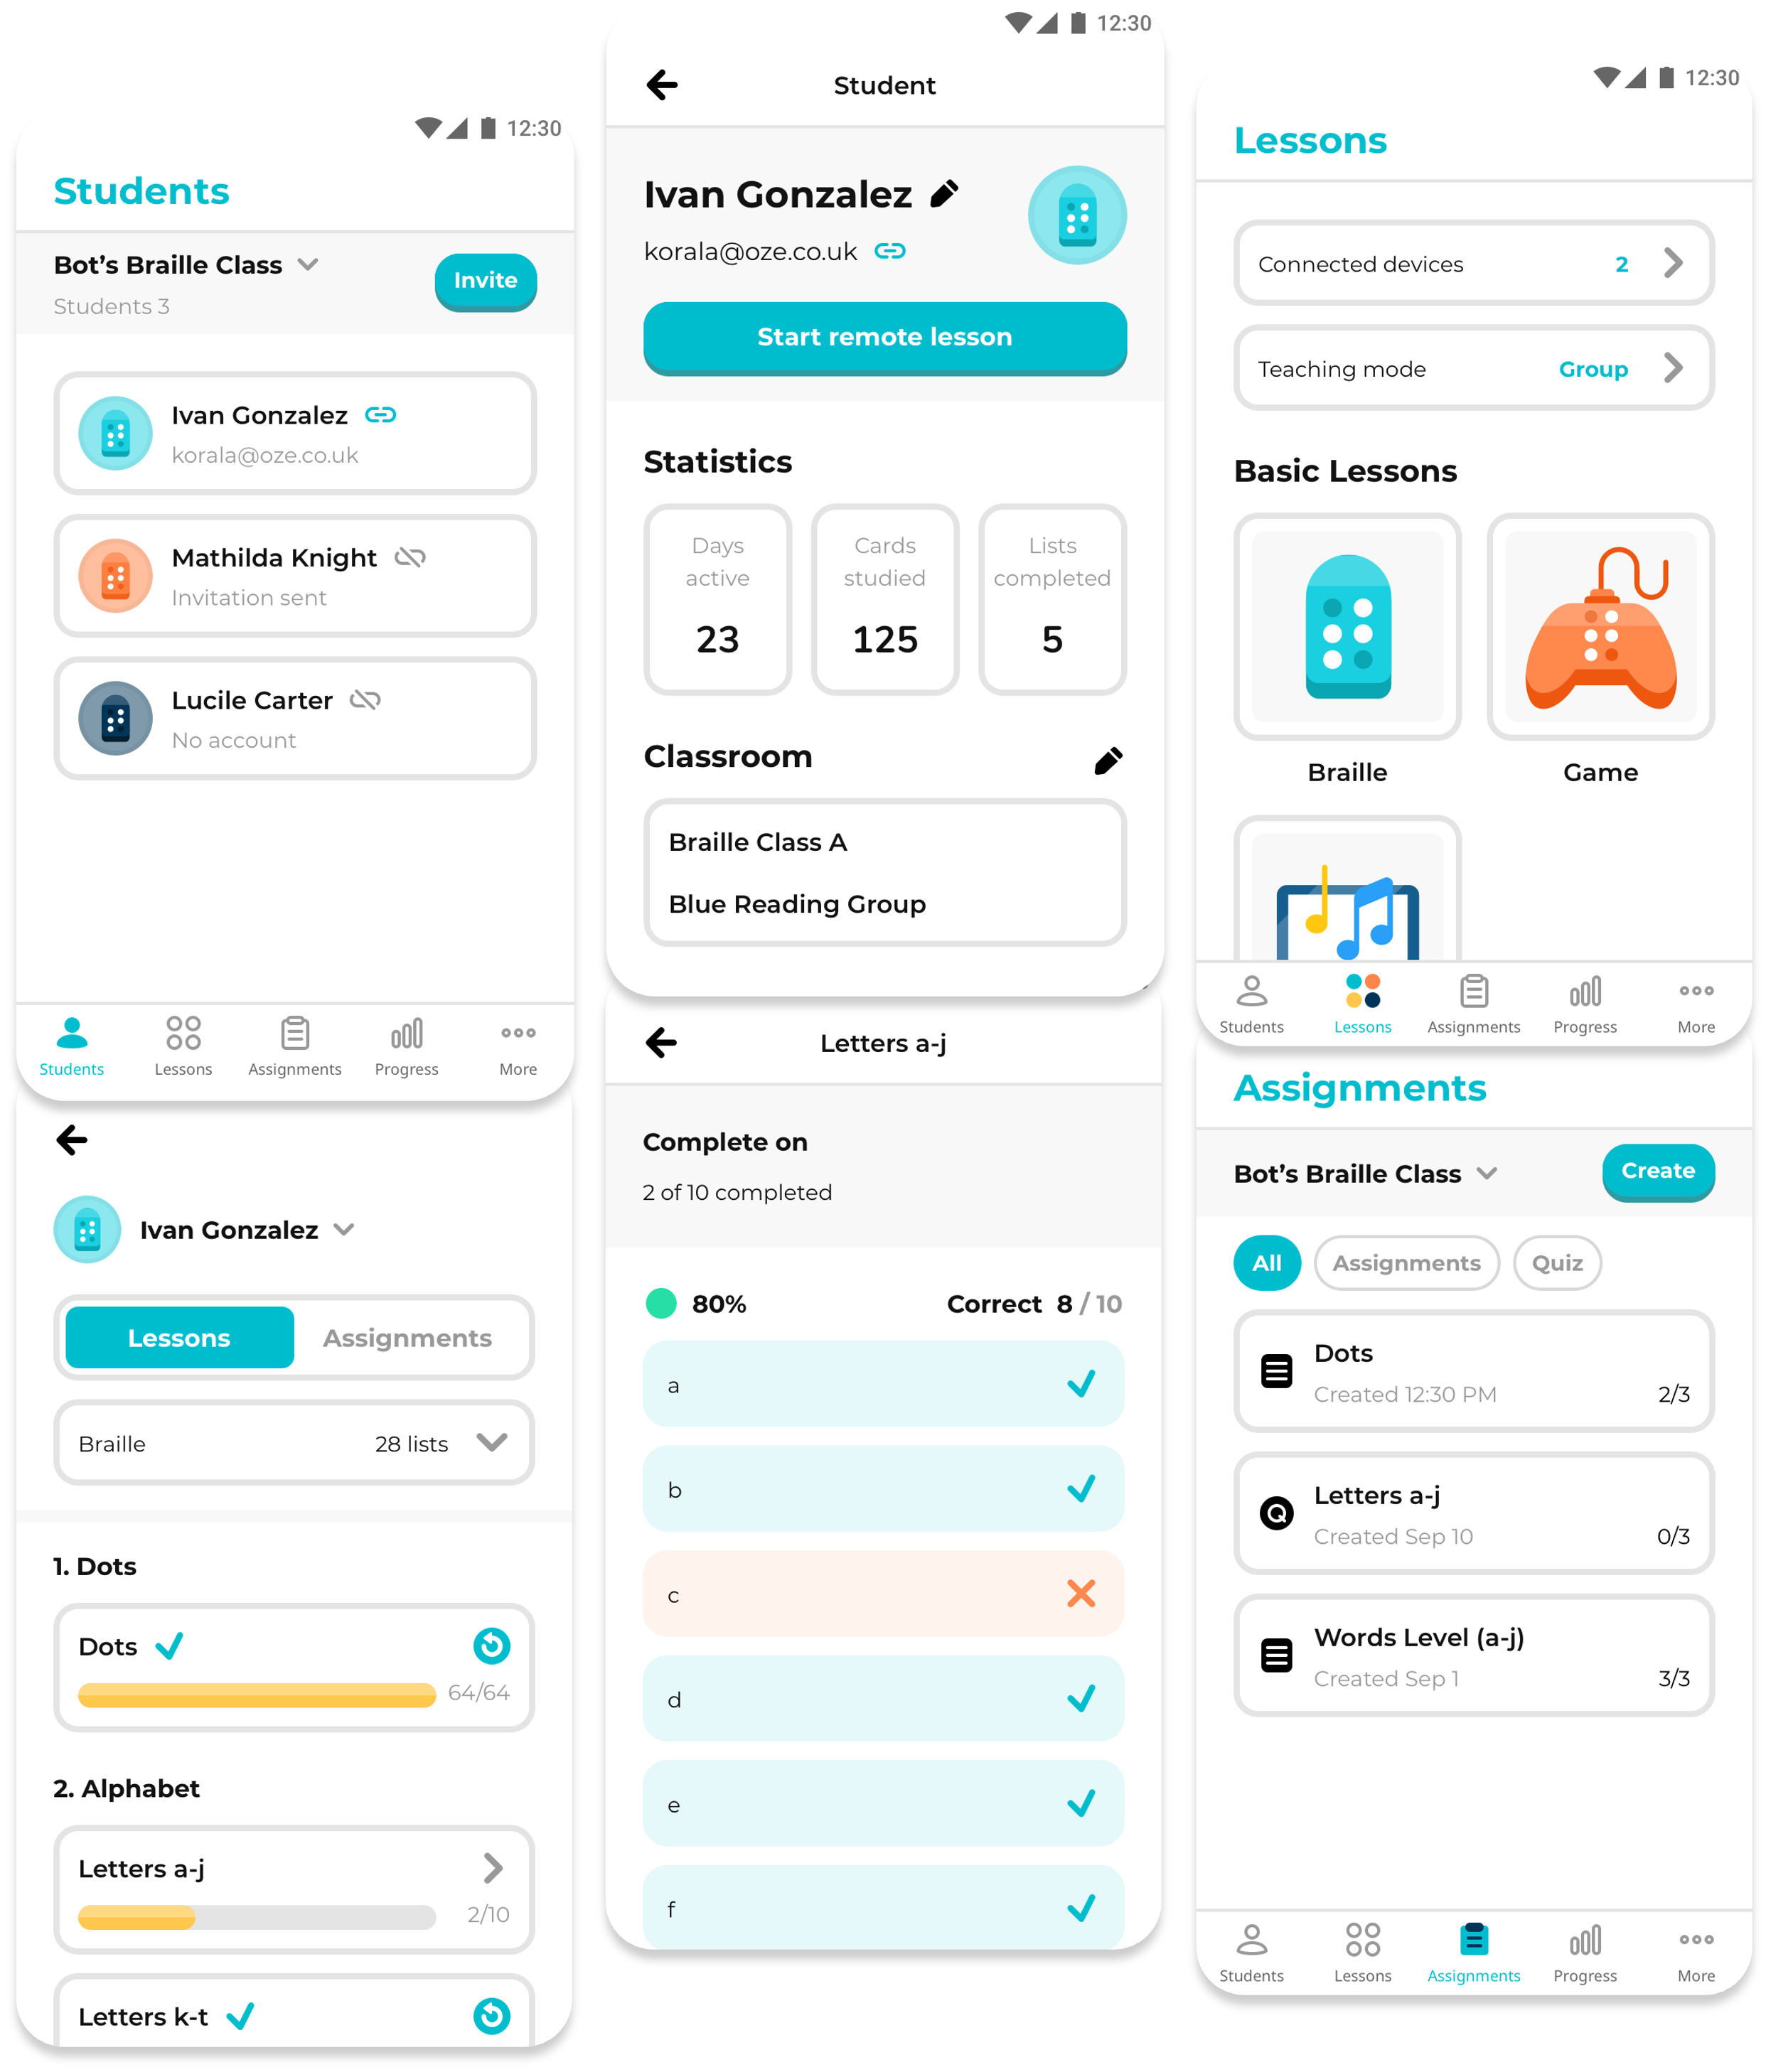 12:30
Students
Bot’s Braille Class
Students 3
Invite
Ivan Gonzalez
korala@oze.co.uk
Mathilda Knight
Invitation sent
Lucile Carter
No account
Students
Lessons
Assignments
Progress
More
Ivan Gonzalez
Lessons
Assignments
Braille
28 lists
1. Dots
Dots
64/64
2. Alphabet
Letters a-j
2/10
Letters k-t
12:30
Student
Ivan Gonzalez
korala@oze.co.uk
Start remote lesson
Statistics
Days
active
23
Cards
studied
125
Lists
completed
5
Classroom
Braille Class A
Blue Reading Group
Letters a-j
Complete on
2 of 10 completed
80%
Correct 8 / 10
a
b
c
d
e
f
12:30
Lessons
Connected devices
2
Teaching mode
Group
Basic Lessons
Braille
Game
Students
Lessons
Assignments
Progress
More
Assignments
Bot’s Braille Class
Create
All
Assignments
Quiz
Dots
Created 12:30 PM
2/3
Q
Letters a-j
Created Sep 10
0/3
Words Level (a-j)
Created Sep 1
3/3
Students
Lessons
Assignments
Progress
More